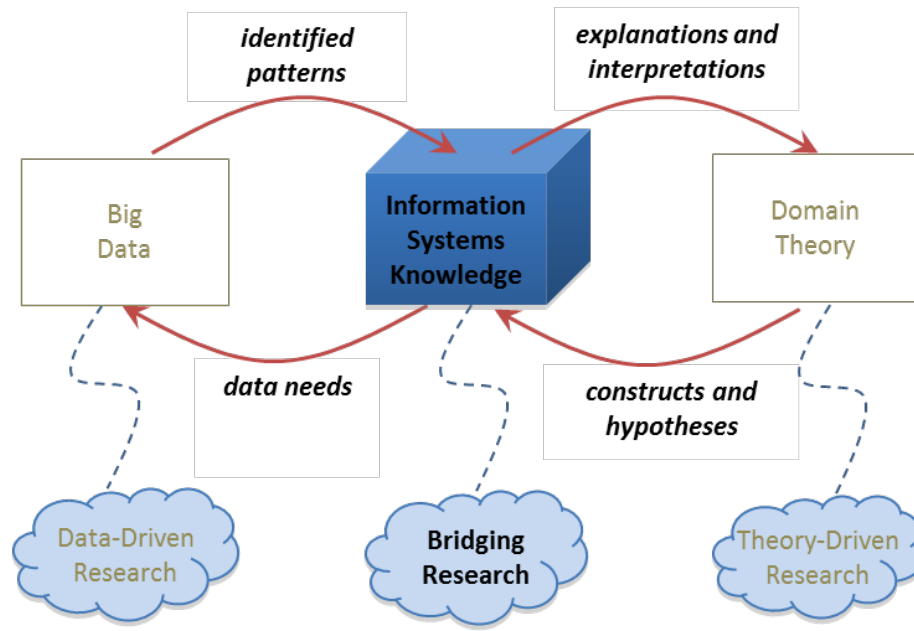 identified
patterns
explanations and
interpretations
Big
Data
Information
Systems
Knowledge
Domain
Theory
data needs
constructs and
hypotheses
Data-Driven
Research
Bridging
Research
Theory-Driven
Research